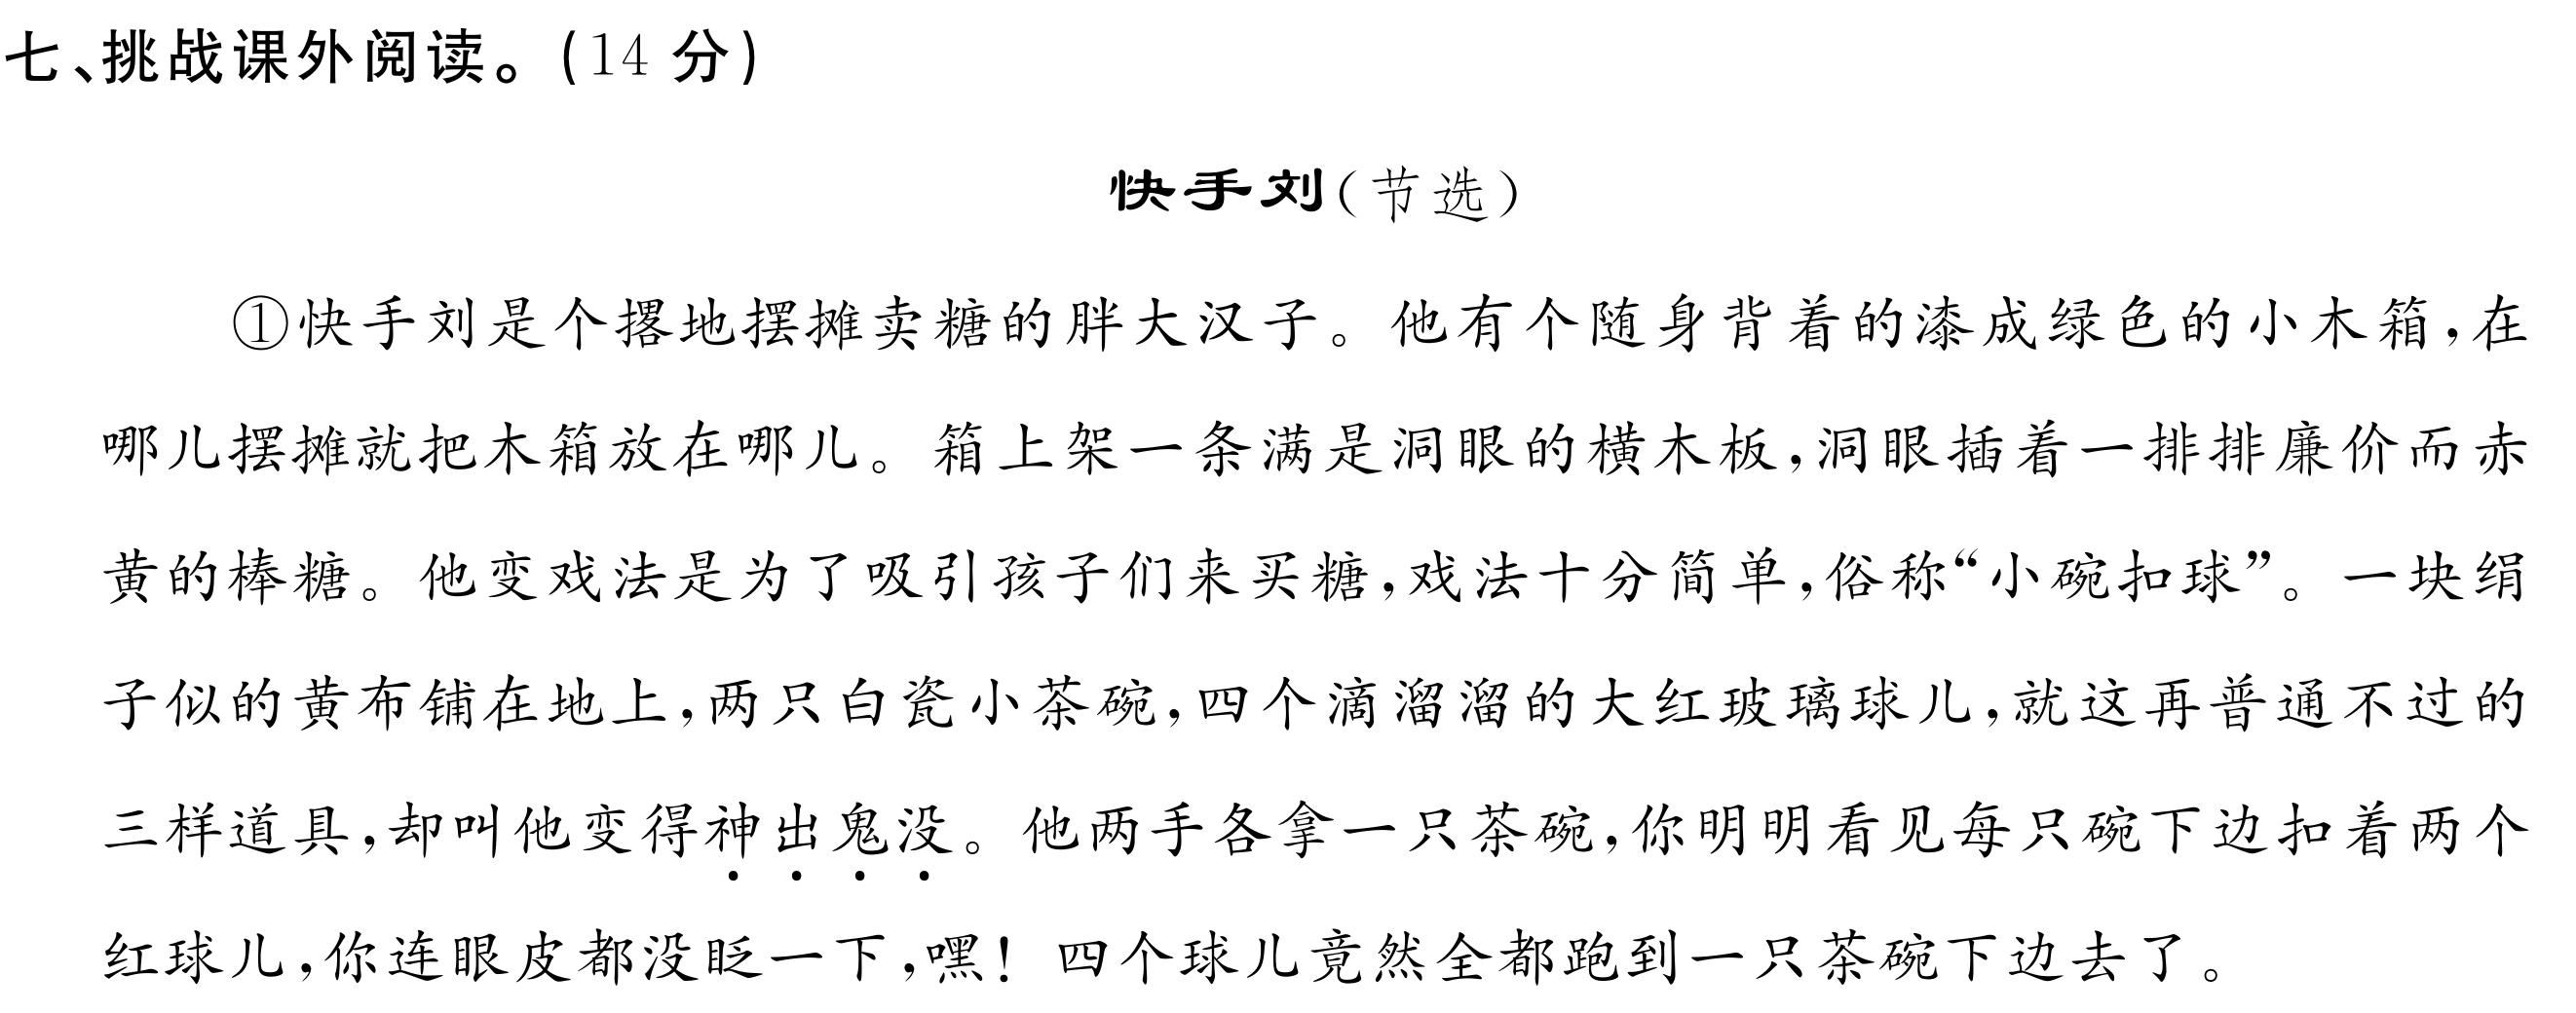 七、挑战课外阅读。(14 分)
快手刘(节选)
①快手刘是个撂地摆摊卖糖的胖大汉子。他有个随身背着的漆成绿色的小木箱,在
哪儿摆摊就把木箱放在哪儿。箱上架一条满是洞眼的横木板,洞眼插着一排排廉价而赤
黄的棒糖。他变戏法是为了吸引孩子们来买糖,戏法十分简单,俗称“小碗扣球”。一块绢
子似的黄布铺在地上,两只白瓷小茶碗,四个滴溜溜的大红玻璃球儿,就这再普通不过的
三样道具,却叫他变得神出鬼没。他两手各拿一只茶碗,你明明看见每只碗下边扣着两个
红球儿,你连眼皮都没眨一下,嘿! 四个球儿竟然全都跑到一只茶碗下边去了。